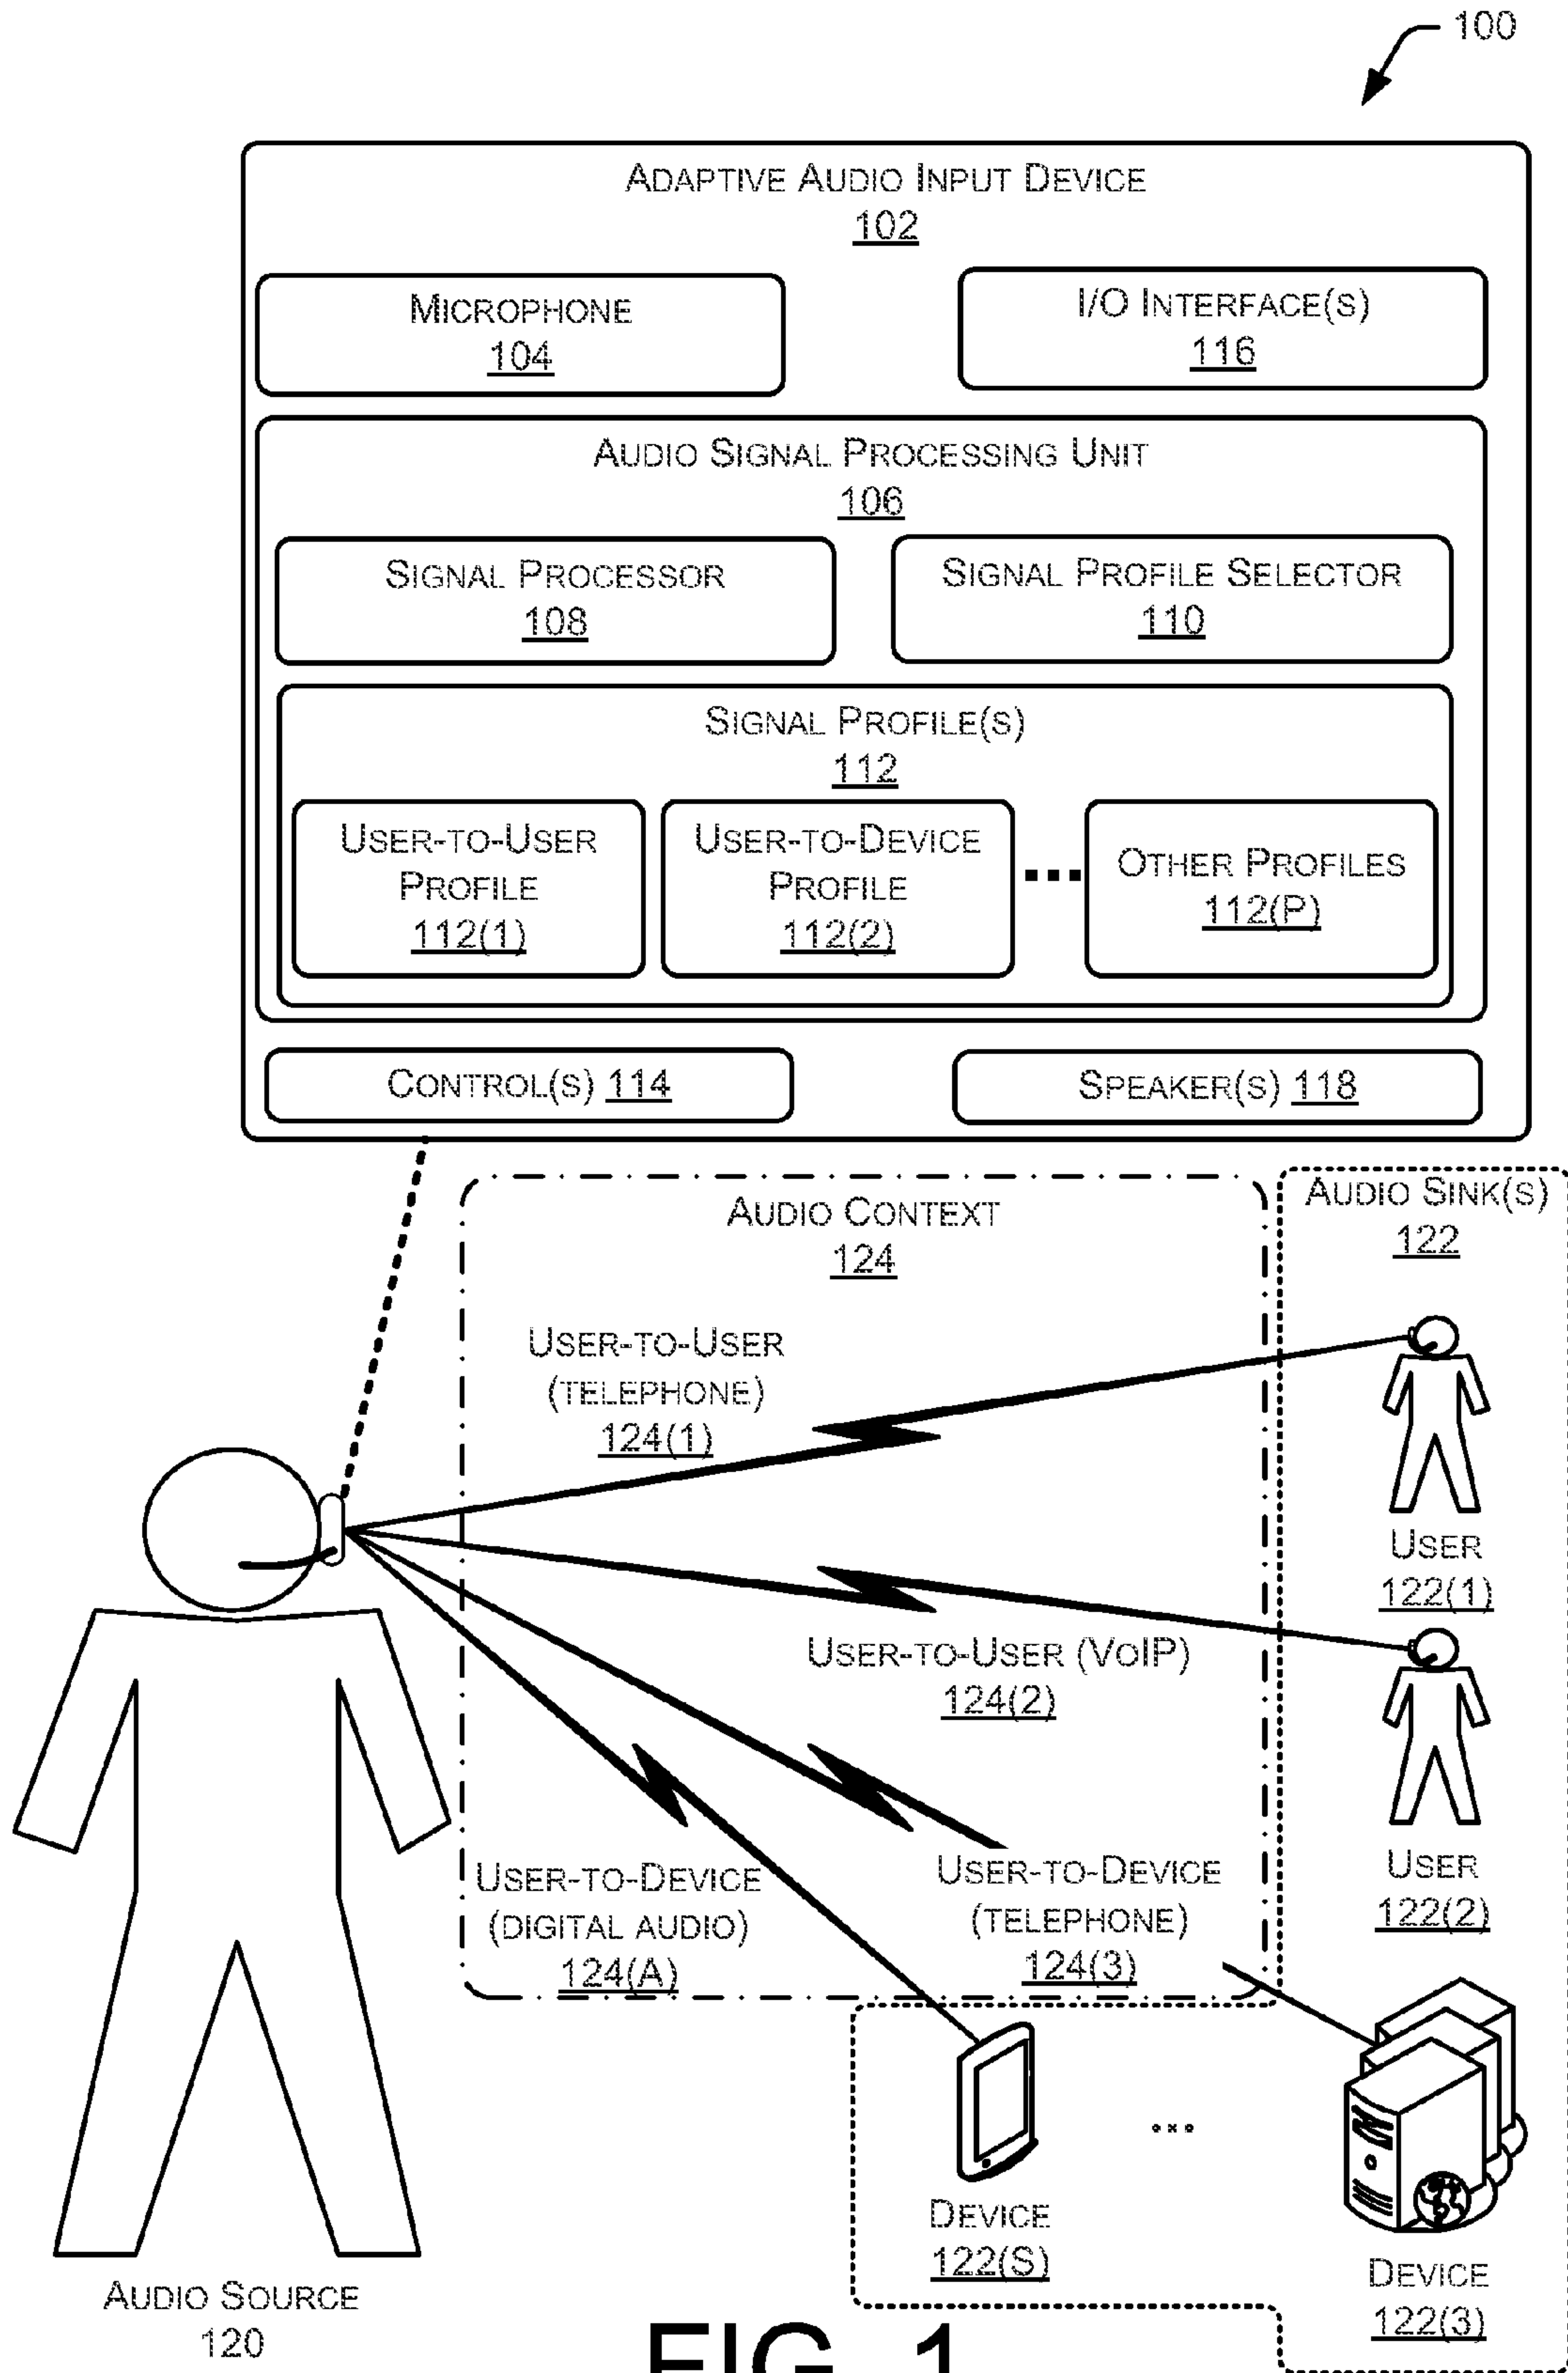 100
ADAPTIVE AUDIO INPUT DEVICE
102
MICROPHONE
104
I/O INTERFACE(S)
116
AUDIO SIGNAL PROCESSING UNIT
106
SIGNAL PROCESSOR
108
SIGNAL PROFILE SELECTOR
110
SIGNAL PROFILE(S)
112
USER-TO-USER
PROFILE
112(1)
USER-TO-DEVICE
PROFILE
112(2)
...
OTHER PROFILES
112(P)
CONTROL(S) 114
SPEAKER(S) 118
AUDIO CONTEXT
124
AUDIO SINK(S)
122
USER-TO-USER
(TELEPHONE)
124(1)
USER
122(1)
USER-TO-USER (VOIP)
124(2)
USER
122(2)
USER-TO-DEVICE
(DIGITAL AUDIO)
124(A)
USER-TO-DEVICE
(TELEPHONE)
124(3)
...
DEVICE
122(S)
DEVICE
122(3)
AUDIO SOURCE
120
FIG. 1